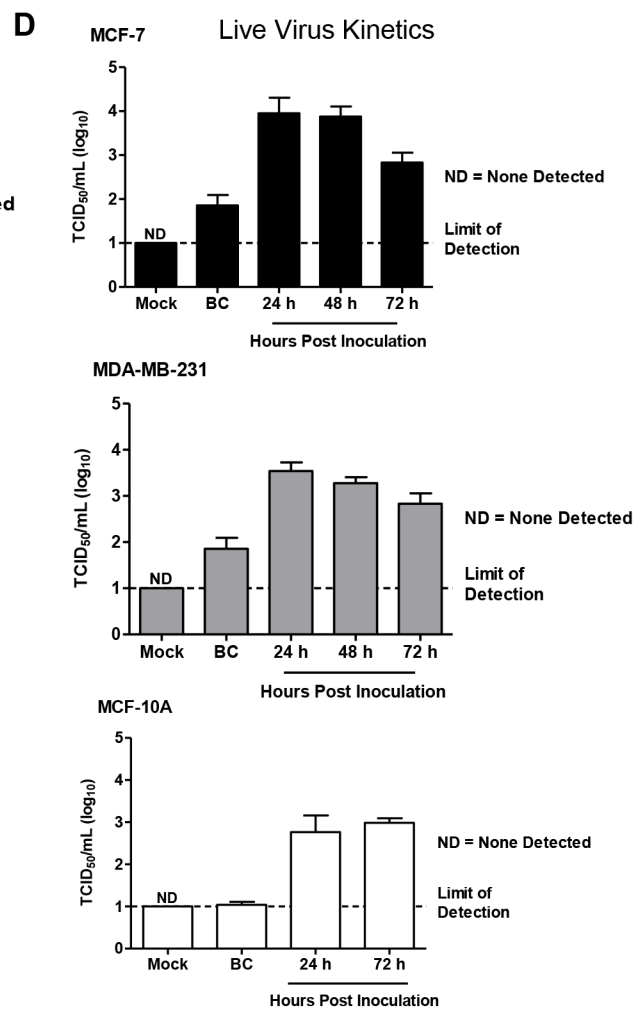 D
Live Virus Kinetics
MCF-7
TCID50/mL (log10)
5
4
3
2
1
0
ND
Mock BC 24 h 48 h 72 h
Hours Post Inoculation
ND = None Detected
Limit of
Detection
ed
MDA-MB-231
TCID50/mL (log10)
5
4
3
2
1
0
ND
Mock BC 24 h 48 h 72 h
Hours Post Inoculation
ND = None Detected
Limit of
Detection
MCF-10A
TCID50/mL (log10)
5
4
3
2
1
0
ND
Mock BC 24 h 72 h
Hours Post Inoculation
ND = None Detected
Limit of
Detection